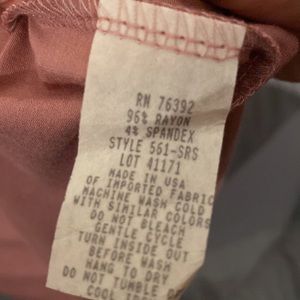 RN 76392
96% RAYON
4% SPANDEX
STYLE 561-SRS
LOT 41171
MADE IN USA
OF IMPORTED FABRIC
MACHINE WASH COLD
WITH SIMILAR COLORS
DO NOT BLEACH
GENTLE CYCLE
TURN INSIDE OUT
BEFORE WASH
HANG TO DRY
DO NOT TUMBLE
COOL